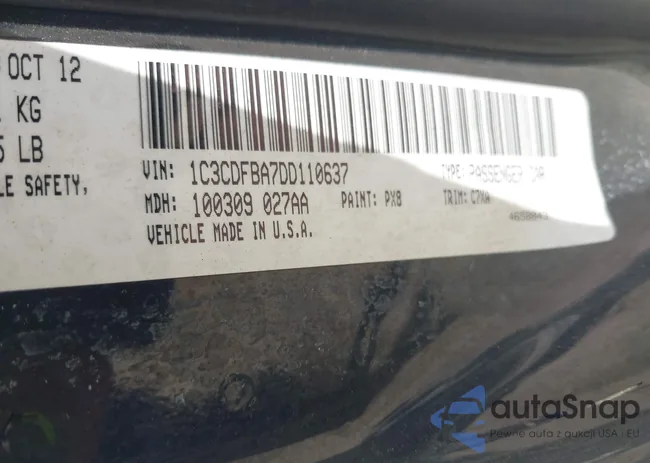 OCT 12
KG
LB
LE SAFETY,
VIN: 1C3CDFBA7DD110637 TYPE: PASSENGER CAR
MDH: 100309 027AA PAINT: PX8 TRIM: C7XA
VEHICLE MADE IN U.S.A.
autaSnap
Pewne auta z aukcji USA i EU